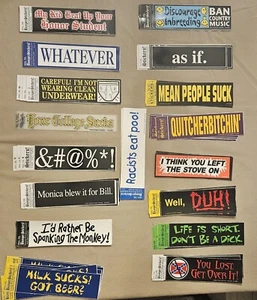 My Kid Beat Up Your
Honor Student
WHATEVER
CAREFUL! I'M NOT
WEARING CLEAN
UNDERWEAR!
Your College Sucks
&#@%*!
Monica blew it for Bill.
I'd Rather Be
Spanking The Monkey!
MILK SUCKS!
GOT BEER?
Racists eat poo!
Discourage
Inbreeding
BAN
COUNTRY
MUSIC
as if.
MEAN PEOPLE SUCK
QUITCHERBITCHIN'
I THINK YOU LEFT
THE STOVE ON
Well, DUH!
LIFE IS SHORT.
DON'T BE A DICK.
YOU LOST.
GET OVER IT!